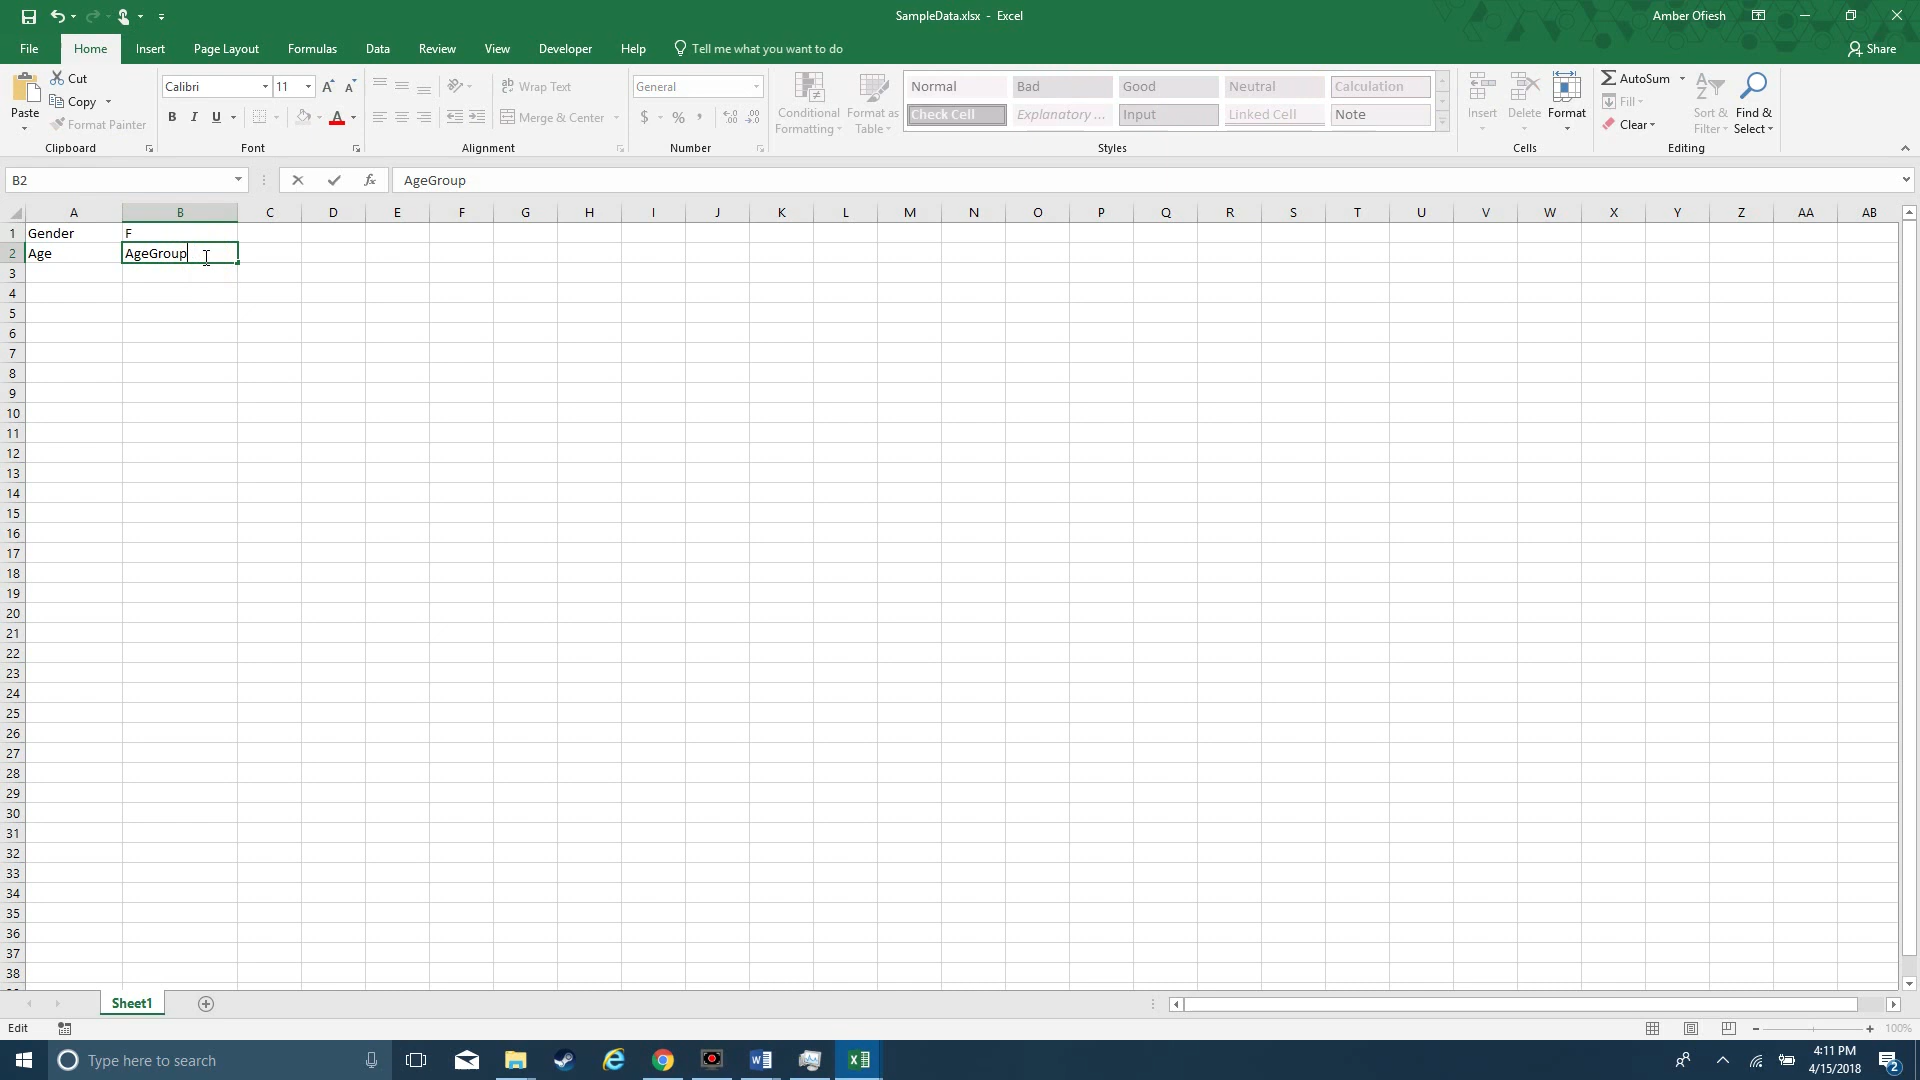 SampleData.xlsx - Excel
Amber Ofiesh
File Home Insert Page Layout Formulas Data Review View Developer Help Tell me what you want to do Share
Paste
Cut
Copy
Format Painter
Clipboard
Calibri 11 A A
B I U A
Font
ab Wrap Text
Merge & Center
Alignment
General
$ % ,
Number
Conditional Formatting
Format as Table
Normal Bad Good Neutral Calculation
Check Cell Explanatory ... Input Linked Cell Note
Styles
Insert Delete Format
Cells
AutoSum
Fill
Clear
Sort & Filter
Find & Select
Editing
B2 fx AgeGroup
A B C D E F G H I J K L M N O P Q R S T U V W X Y Z AA AB
1 Gender F
2 Age AgeGroup
3
4
5
6
7
8
9
10
11
12
13
14
15
16
17
18
19
20
21
22
23
24
25
26
27
28
29
30
31
32
33
34
35
36
37
38
Sheet1
Edit 100%
Type here to search
4:11 PM
4/15/2018
2